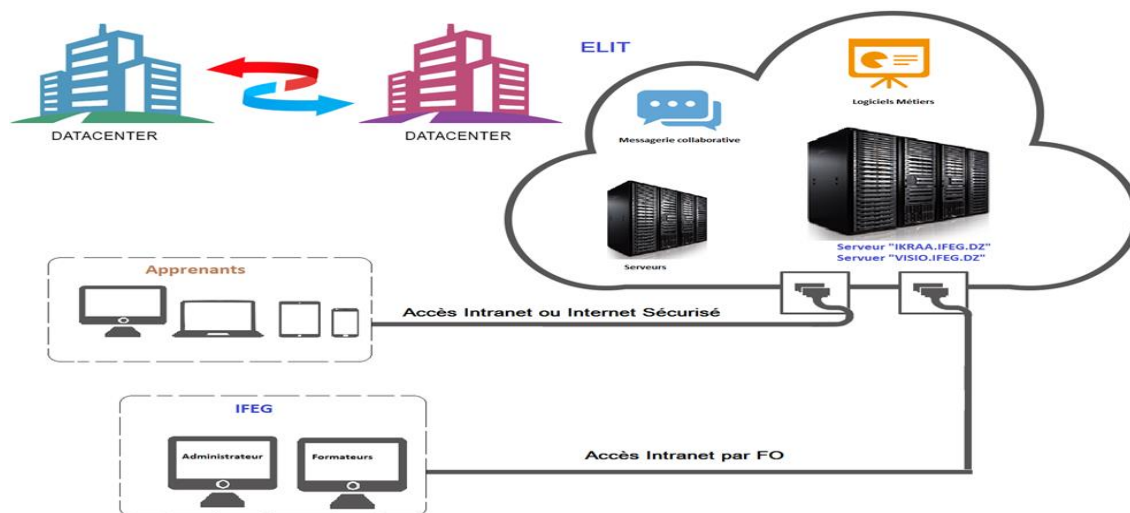 ELIT
DATACENTER
DATACENTER
Logiciels Métiers
Messagerie collaborative
Serveurs
Serveur "IKRAA.IFEG.DZ"
Servuer "VISIO.IFEG.DZ"
Apprenants
Accès Intranet ou Internet Sécurisé
IFEG
Administrateur
Formateurs
Accès Intranet par FO